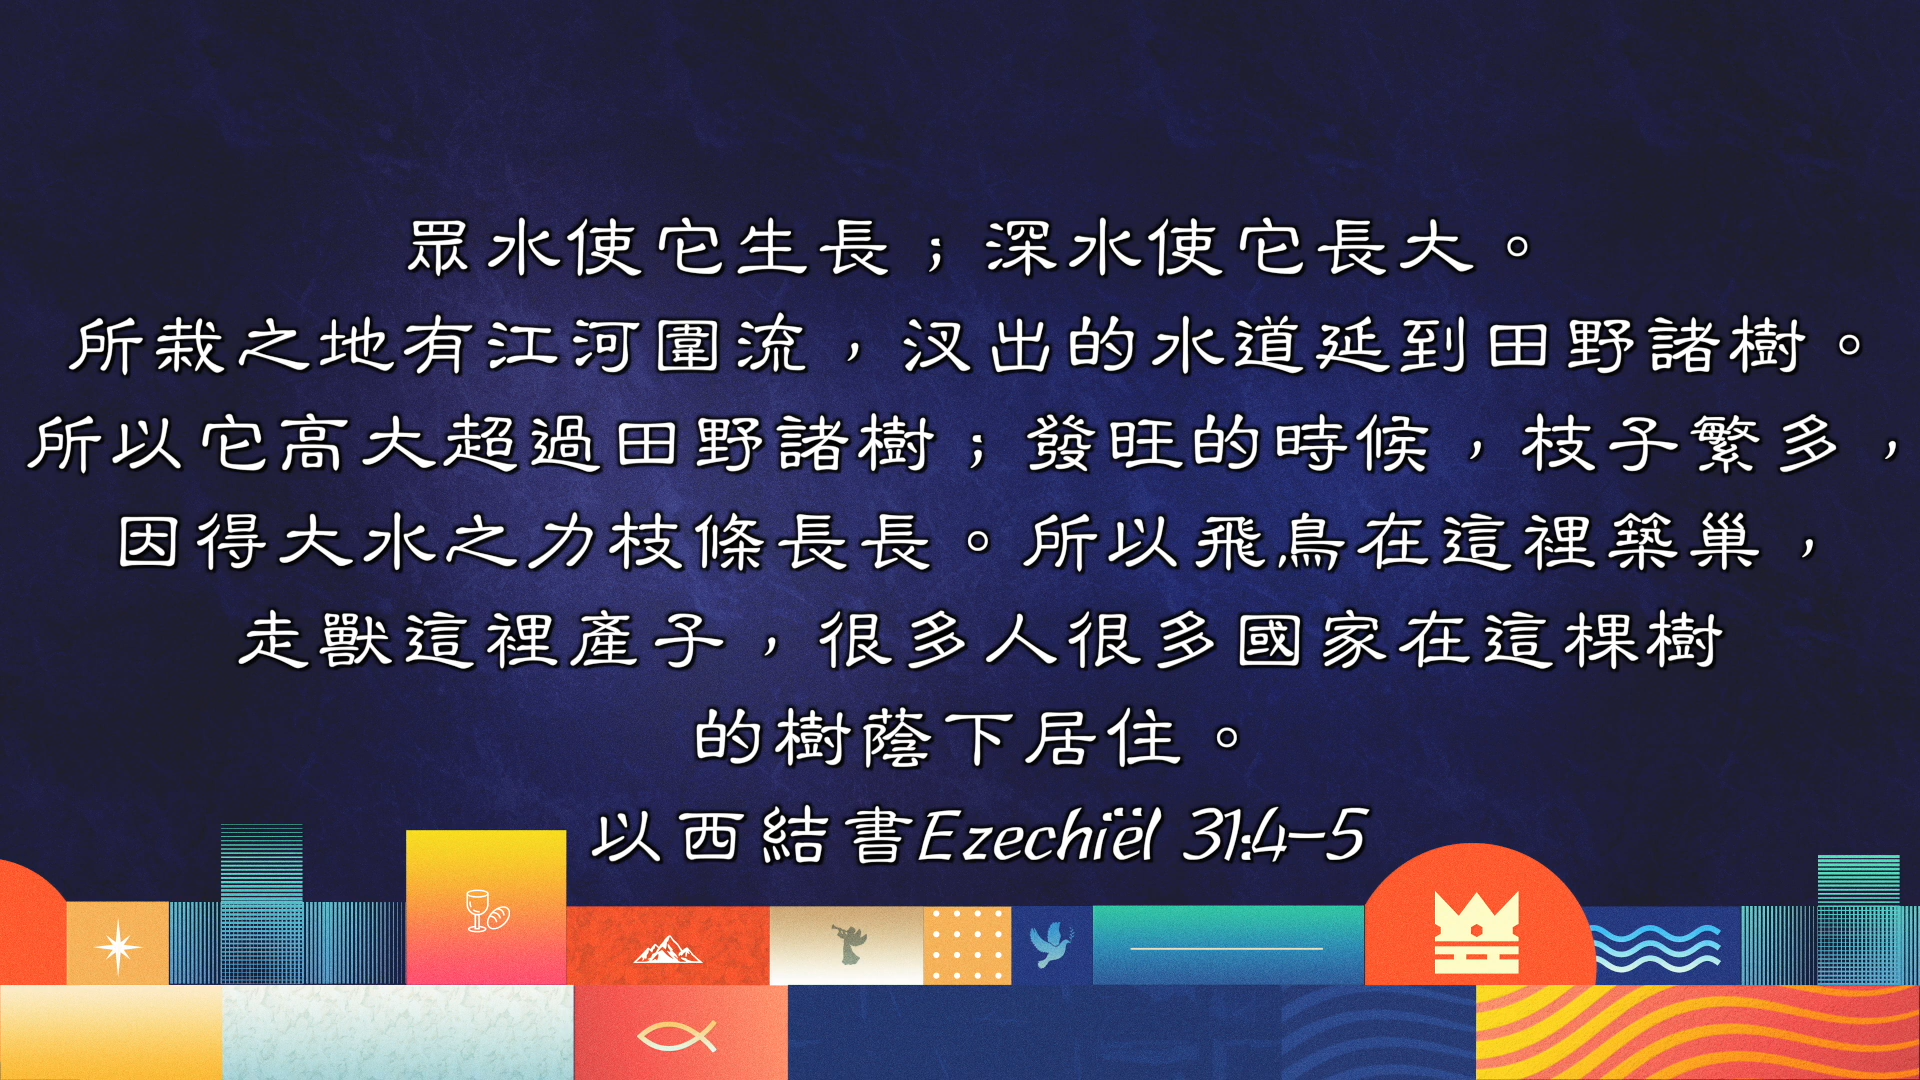 眾水使它生長；深水使它長大。
所栽之地有江河圍流，汊出的水道延到田野諸樹。
所以它高大超過田野諸樹；發旺的時候，枝子繁多，
因得大水之力枝條長長。所以飛鳥在這裡築巢，
走獸這裡產子，很多人很多國家在這棵樹
的樹蔭下居住。
以西結書Ezechiël 31:4-5